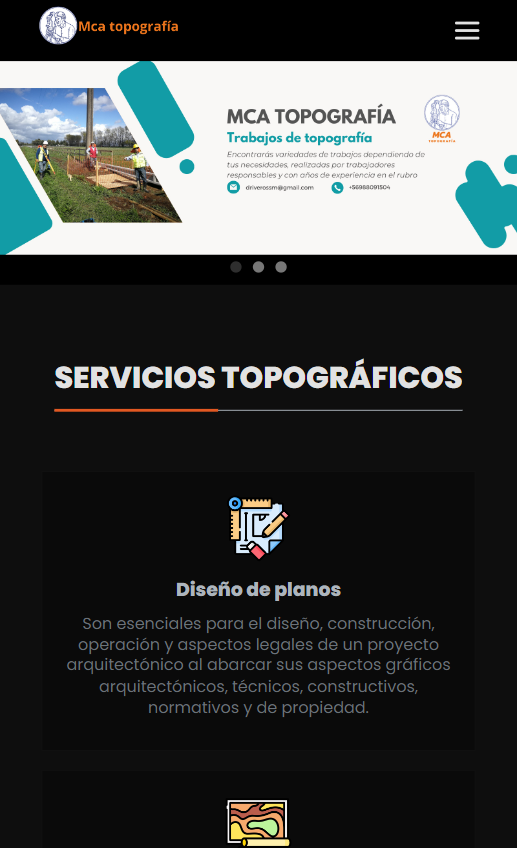 Mca topografía
MCA TOPOGRAFÍA
Trabajos de topografía
Encontrarás variedades de trabajos dependiendo de
tus necesidades, realizadas por trabajadores
responsables y con años de experiencia en el rubro
driverossm@gmail.com
+56988091504
MCA
TOPOGRAFÍA
SERVICIOS TOPOGRÁFICOS
Diseño de planos
Son esenciales para el diseño, construcción,
operación y aspectos legales de un proyecto
arquitectónico al abarcar sus aspectos gráficos
arquitectónicos, técnicos, constructivos,
normativos y de propiedad.